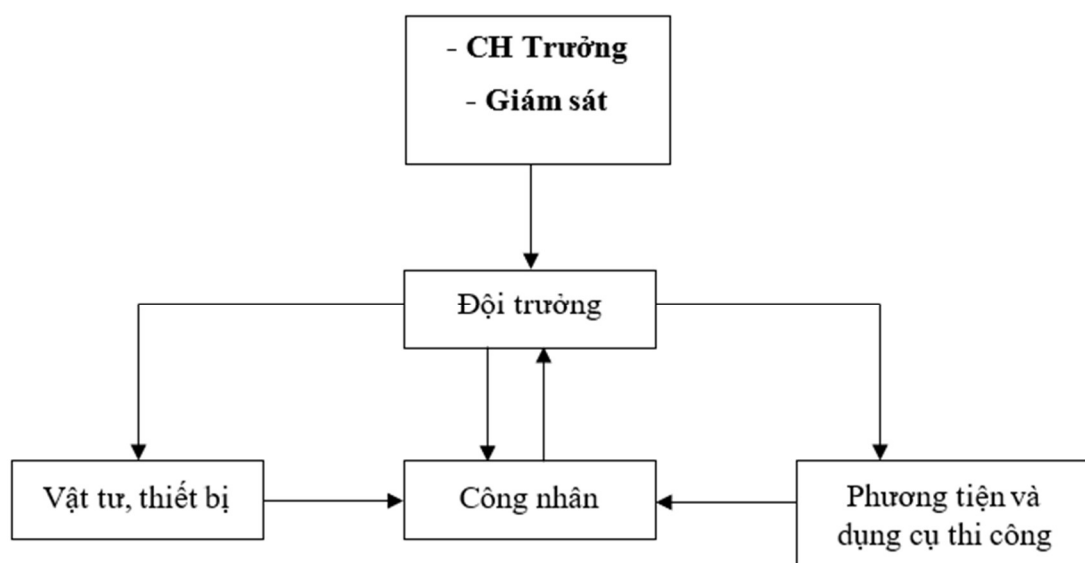 - CH Trưởng
- Giám sát
Đội trưởng
Vật tư, thiết bị
Công nhân
Phương tiện và
dụng cụ thi công